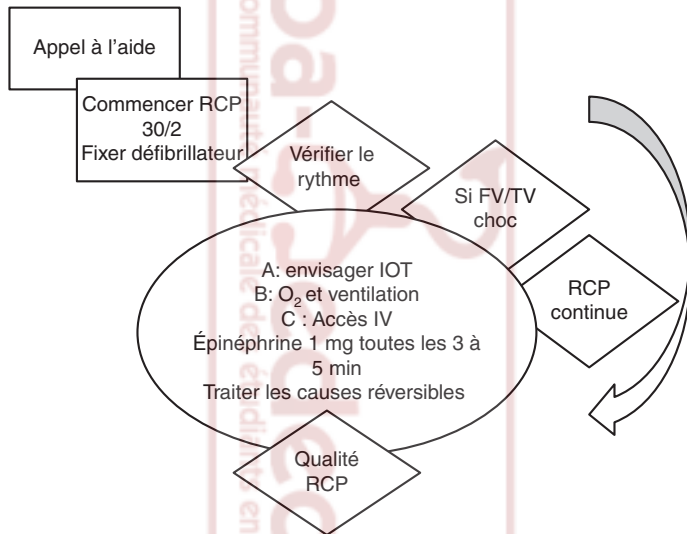 Appel à l'aide
Commencer RCP
30/2
Fixer défibrillateur
Vérifier le
rythme
Si FV/TV
choc
RCP
continue
A: envisager IOT
B: O₂ et ventilation
C : Accès IV
Épinéphrine 1 mg toutes les 3 à
5 min
Traiter les causes réversibles
Qualité
RCP